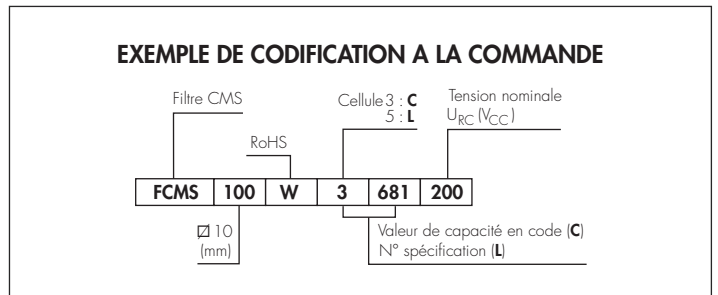 EXEMPLE DE CODIFICATION A LA COMMANDE
Filtre CMS
Cellule 3 : C
5 : L
Tension nominale
URC (VCC)
RoHS
FCMS 100 W 3 681 200
⌀ 10
(mm)
Valeur de capacité en code (C)
N° spécification (L)